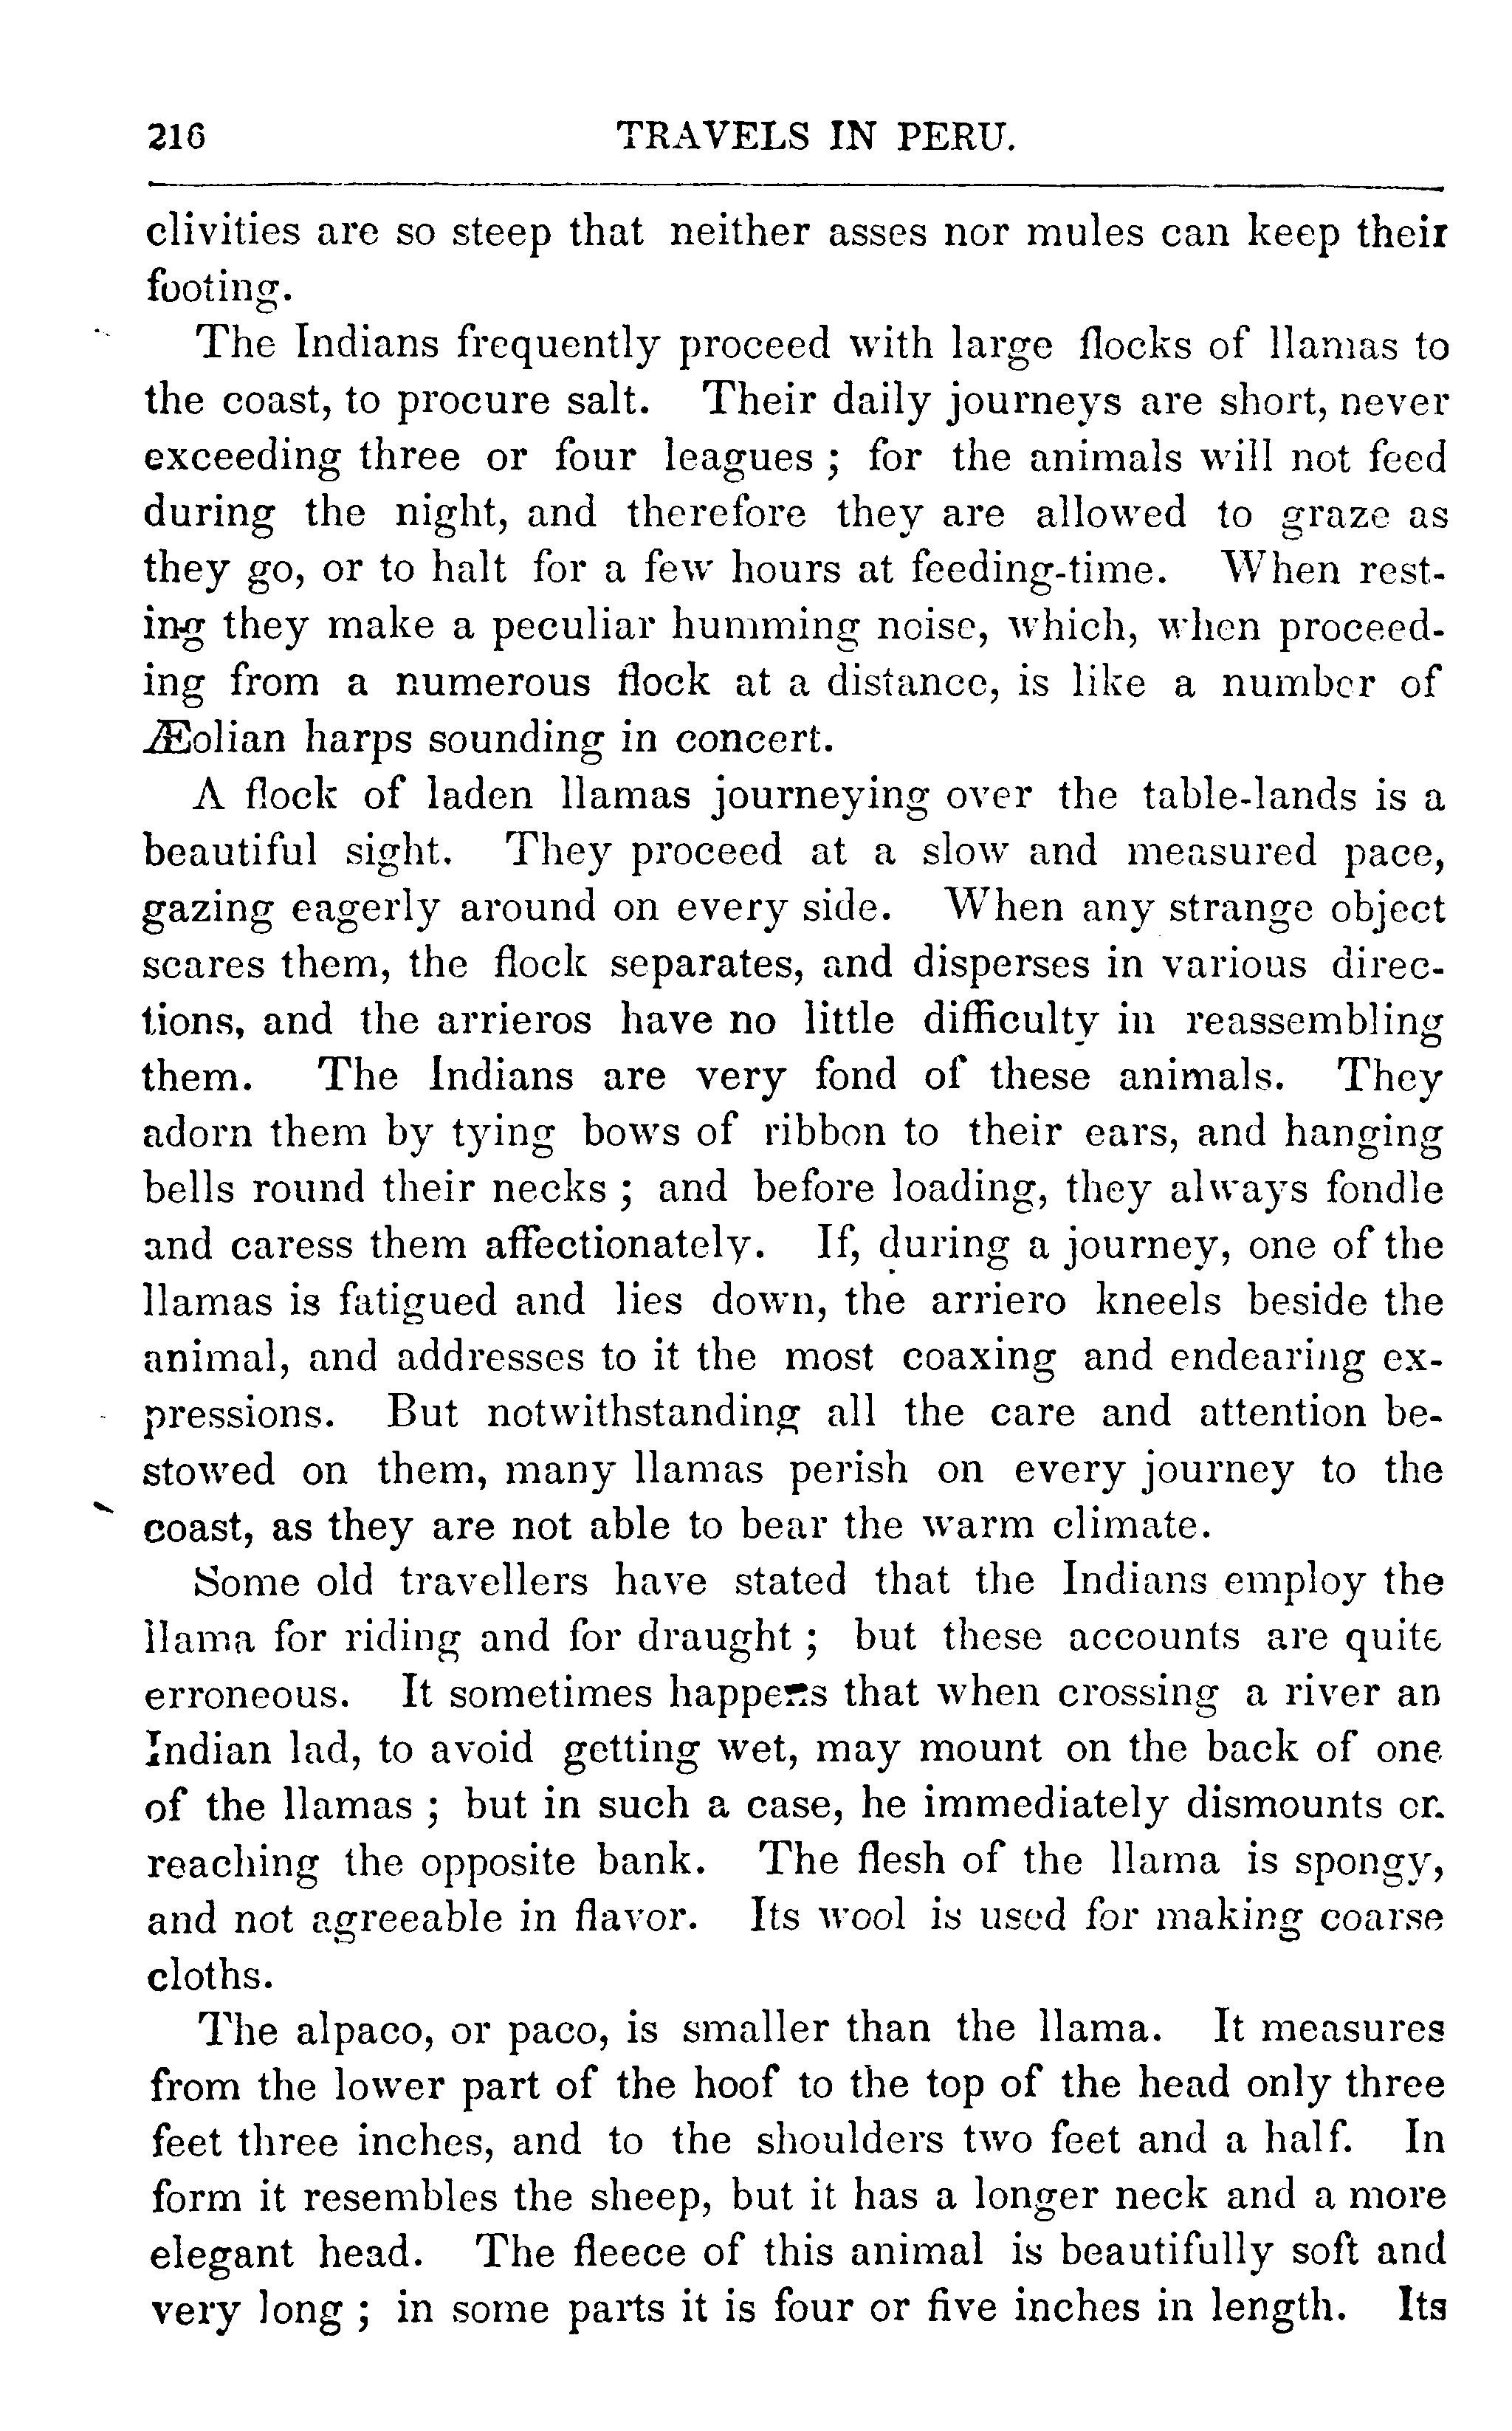 216 TRAVELS IN PERU.
clivities are so steep that neither asses nor mules can keep their
footing.
The Indians frequently proceed with large flocks of llamas to
the coast, to procure salt. Their daily journeys are short, never
exceeding three or four leagues ; for the animals will not feed
during the night, and therefore they are allowed to graze as
they go, or to halt for a few hours at feeding-time. When rest-
ing they make a peculiar humming noise, which, when proceed-
ing from a numerous flock at a distance, is like a number of
Æolian harps sounding in concert.
A flock of laden llamas journeying over the table-lands is a
beautiful sight. They proceed at a slow and measured pace,
gazing eagerly around on every side. When any strange object
scares them, the flock separates, and disperses in various direc-
tions, and the arrieros have no little difficulty in reassembling
them. The Indians are very fond of these animals. They
adorn them by tying bows of ribbon to their ears, and hanging
bells round their necks ; and before loading, they always fondle
and caress them affectionately. If, during a journey, one of the
llamas is fatigued and lies down, the arriero kneels beside the
animal, and addresses to it the most coaxing and endearing ex-
pressions. But notwithstanding all the care and attention be-
stowed on them, many llamas perish on every journey to the
coast, as they are not able to bear the warm climate.
Some old travellers have stated that the Indians employ the
llama for riding and for draught ; but these accounts are quite
erroneous. It sometimes happens that when crossing a river an
Indian lad, to avoid getting wet, may mount on the back of one
of the llamas ; but in such a case, he immediately dismounts on
reaching the opposite bank. The flesh of the llama is spongy,
and not agreeable in flavor. Its wool is used for making coarse
cloths.
The alpaco, or paco, is smaller than the llama. It measures
from the lower part of the hoof to the top of the head only three
feet three inches, and to the shoulders two feet and a half. In
form it resembles the sheep, but it has a longer neck and a more
elegant head. The fleece of this animal is beautifully soft and
very long ; in some parts it is four or five inches in length. Its